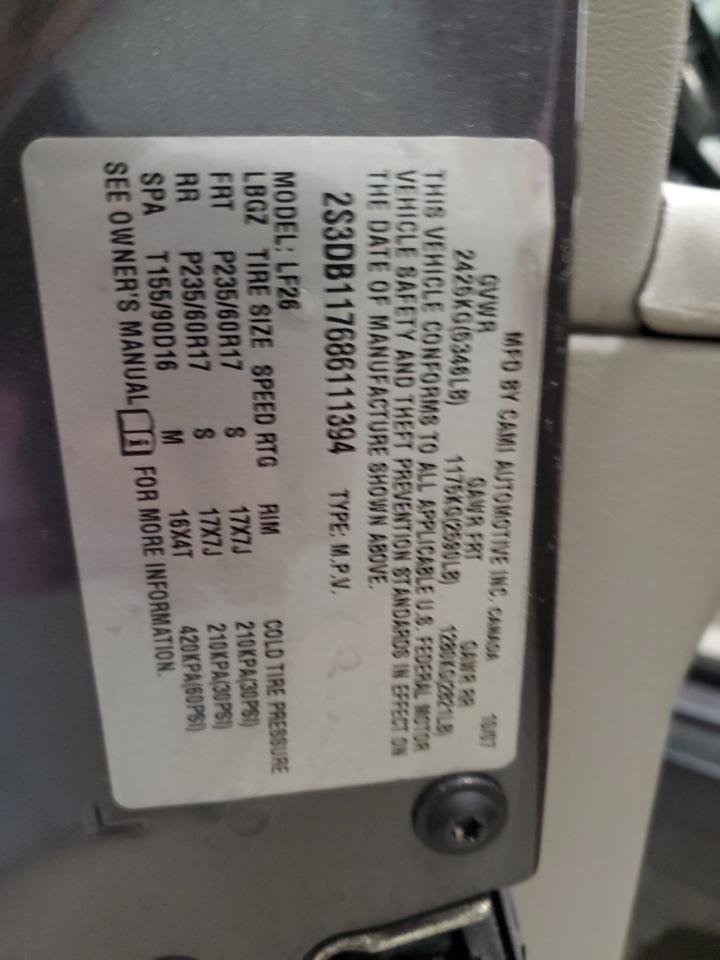 MFD BY CAMI AUTOMOTIVE INC, CANADA 10/07
GVWR GAWR FRT GAWR RR
2425KG(5346LB) 1175KG(2590LB) 1280KG(2821LB)
THIS VEHICLE CONFORMS TO ALL APPLICABLE U.S. FEDERAL MOTOR
VEHICLE SAFETY AND THEFT PREVENTION STANDARDS IN EFFECT ON
THE DATE OF MANUFACTURE SHOWN ABOVE.
2S3DB117686111394 TYPE: M.P.V.
MODEL: LF26
LBGZ TIRE SIZE SPEED RTG RIM COLD TIRE PRESSURE
FRT P235/60R17 S 17X7J 210KPA(30PSI)
RR P235/60R17 S 17X7J 210KPA(30PSI)
SPA T155/90D16 M 16X4T 420KPA(60PSI)
SEE OWNER'S MANUAL i FOR MORE INFORMATION.